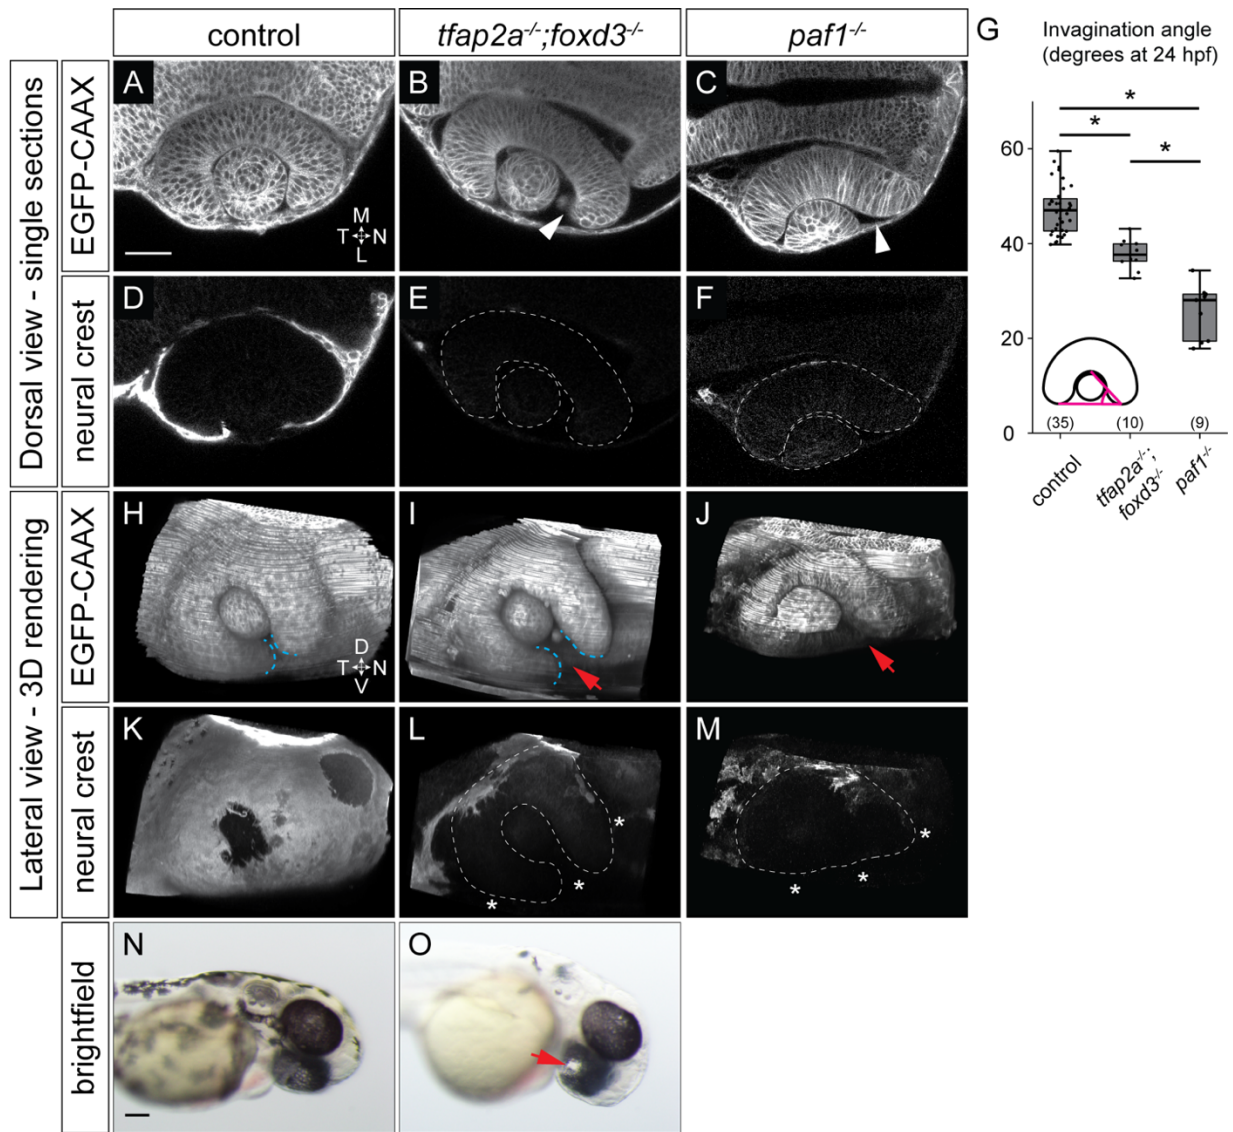 control
tfap2a-/-;foxd3-/-
paf1-/-
G
Invagination angle
(degrees at 24 hpf)
Dorsal view - single sections
EGFP-CAAX
A
M
T N
L
B
C
neural crest
D
E
F
*
*
*
60
40
20
0
(35)
(10)
(9)
control
tfap2a-/-;
foxd3-/-
paf1-/-
Lateral view - 3D rendering
EGFP-CAAX
H
D
T N
V
I
J
neural crest
K
L
*
*
*
M
*
*
*
brightfield
N
O